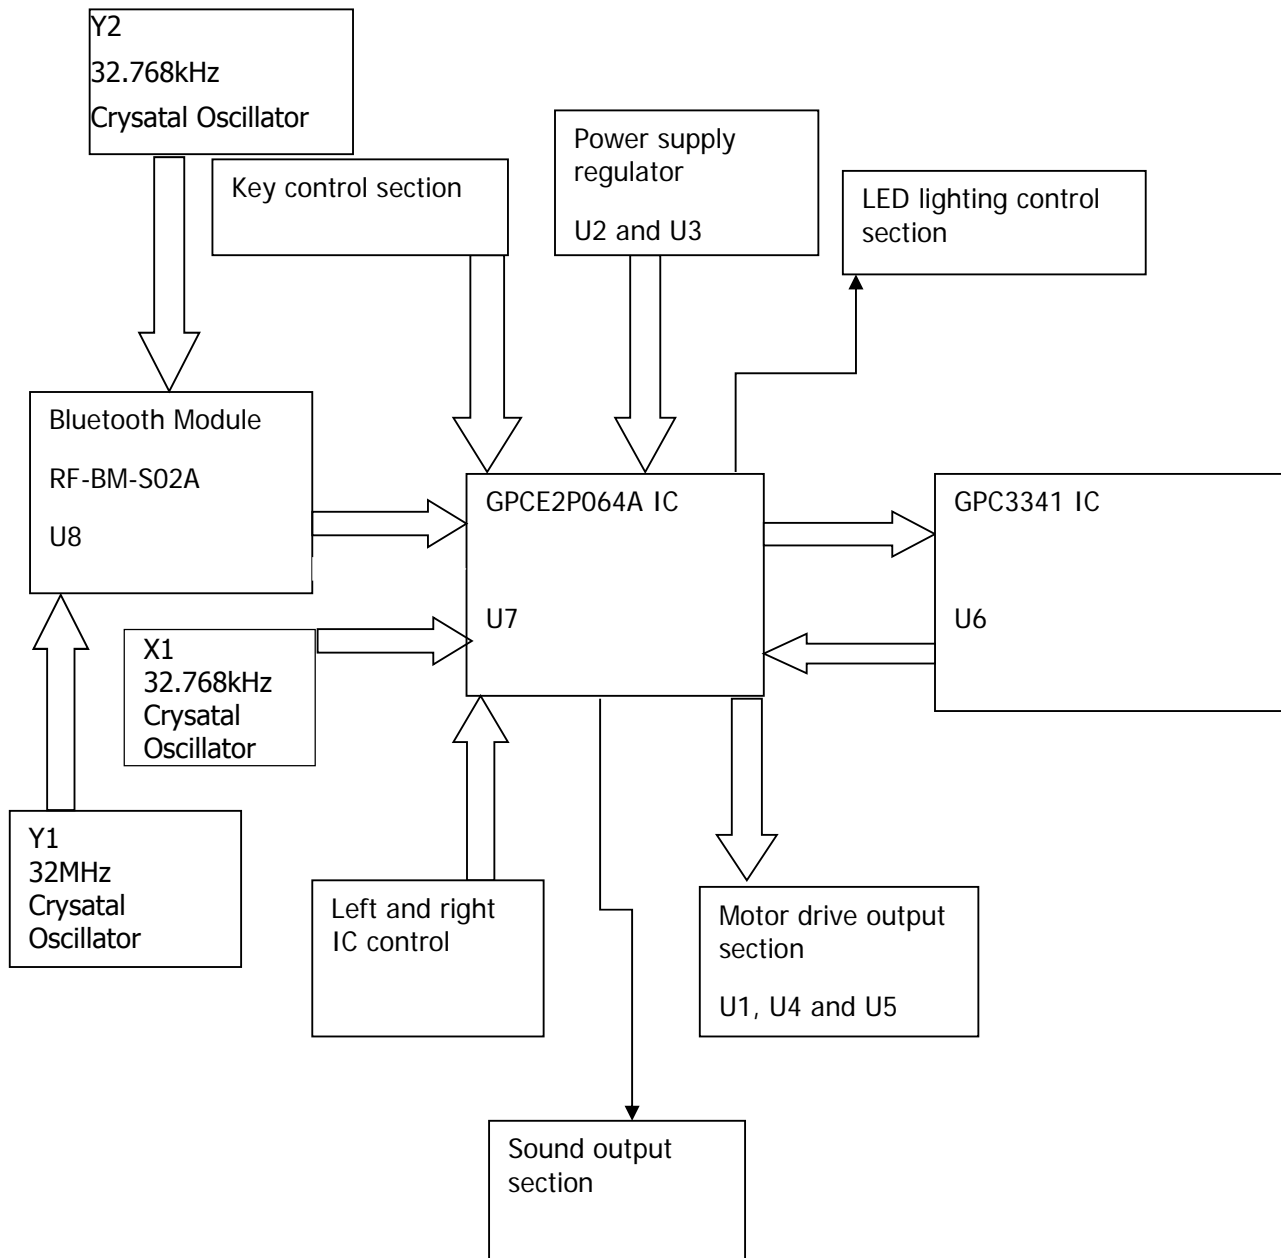 Y2
32.768kHz
Crysatal Oscillator
Key control section
Power supply
regulator
U2 and U3
LED lighting control
section
Bluetooth Module
RF-BM-S02A
U8
GPCE2P064A IC
U7
GPC3341 IC
U6
X1
32.768kHz
Crysatal
Oscillator
Y1
32MHz
Crysatal
Oscillator
Left and right
IC control
Motor drive output
section
U1, U4 and U5
Sound output
section